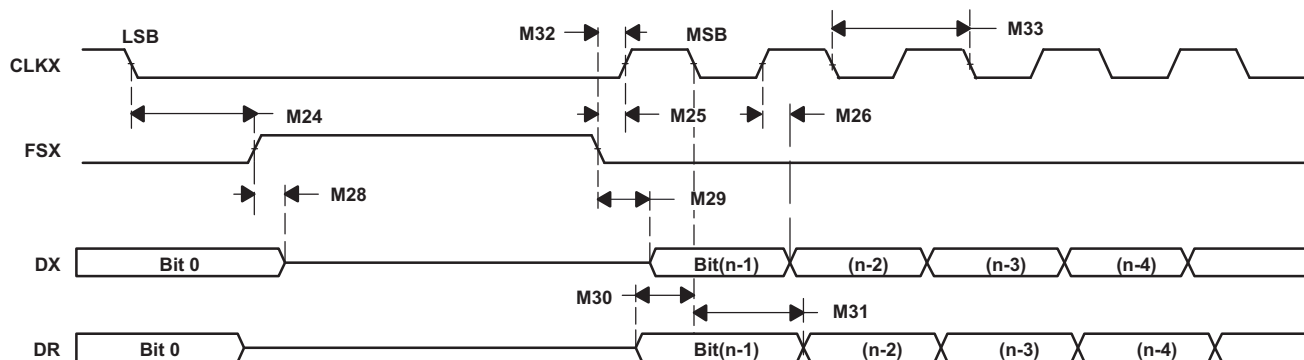 LSB
M32
MSB
M33
CLKX
M24
M25
M26
FSX
M28
M29
DX
Bit 0
Bit(n-1)
(n-2)
(n-3)
(n-4)
M30
M31
DR
Bit 0
Bit(n-1)
(n-2)
(n-3)
(n-4)